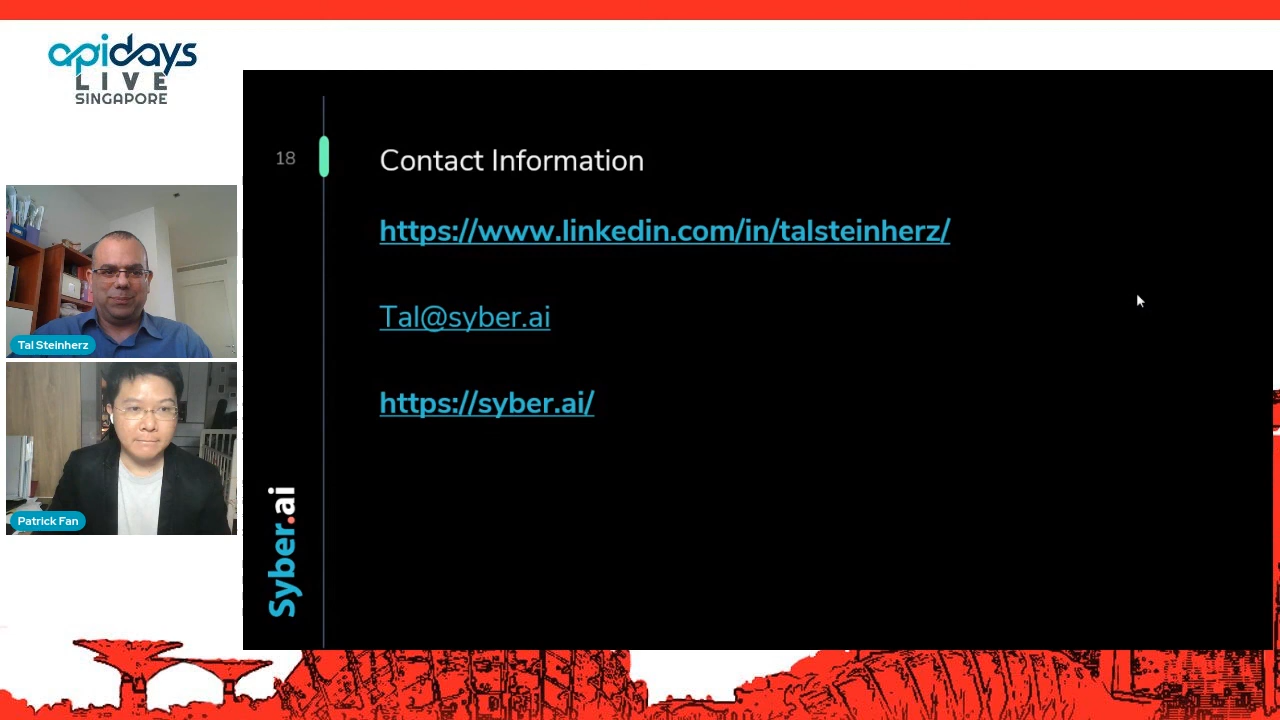 apidays
LIVE
SINGAPORE
18
Contact Information
https://www.linkedin.com/in/talsteinherz/
Tal@syber.ai
https://syber.ai/
Syber.ai
Tal Steinherz
Patrick Fan